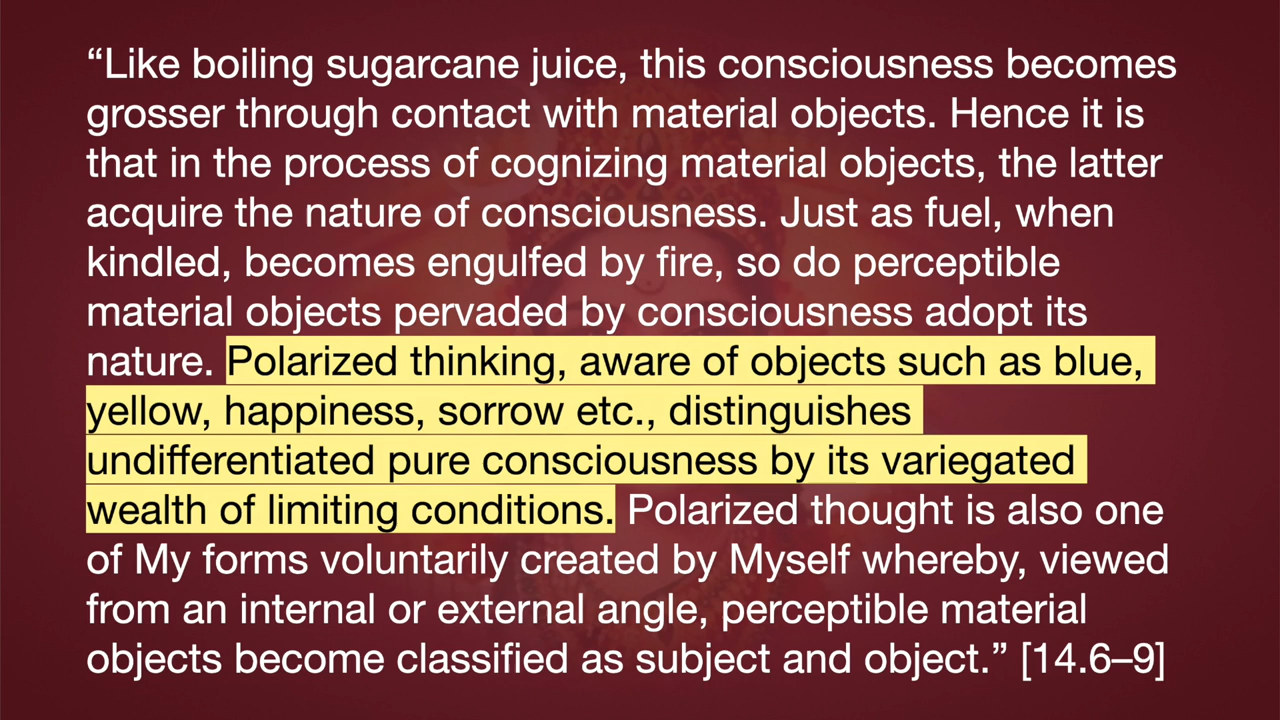 “Like boiling sugarcane juice, this consciousness becomes
grosser through contact with material objects. Hence it is
that in the process of cognizing material objects, the latter
acquire the nature of consciousness. Just as fuel, when
kindled, becomes engulfed by fire, so do perceptible
material objects pervaded by consciousness adopt its
nature. Polarized thinking, aware of objects such as blue,
yellow, happiness, sorrow etc., distinguishes
undifferentiated pure consciousness by its variegated
wealth of limiting conditions. Polarized thought is also one
of My forms voluntarily created by Myself whereby, viewed
from an internal or external angle, perceptible material
objects become classified as subject and object.” [14.6–9]